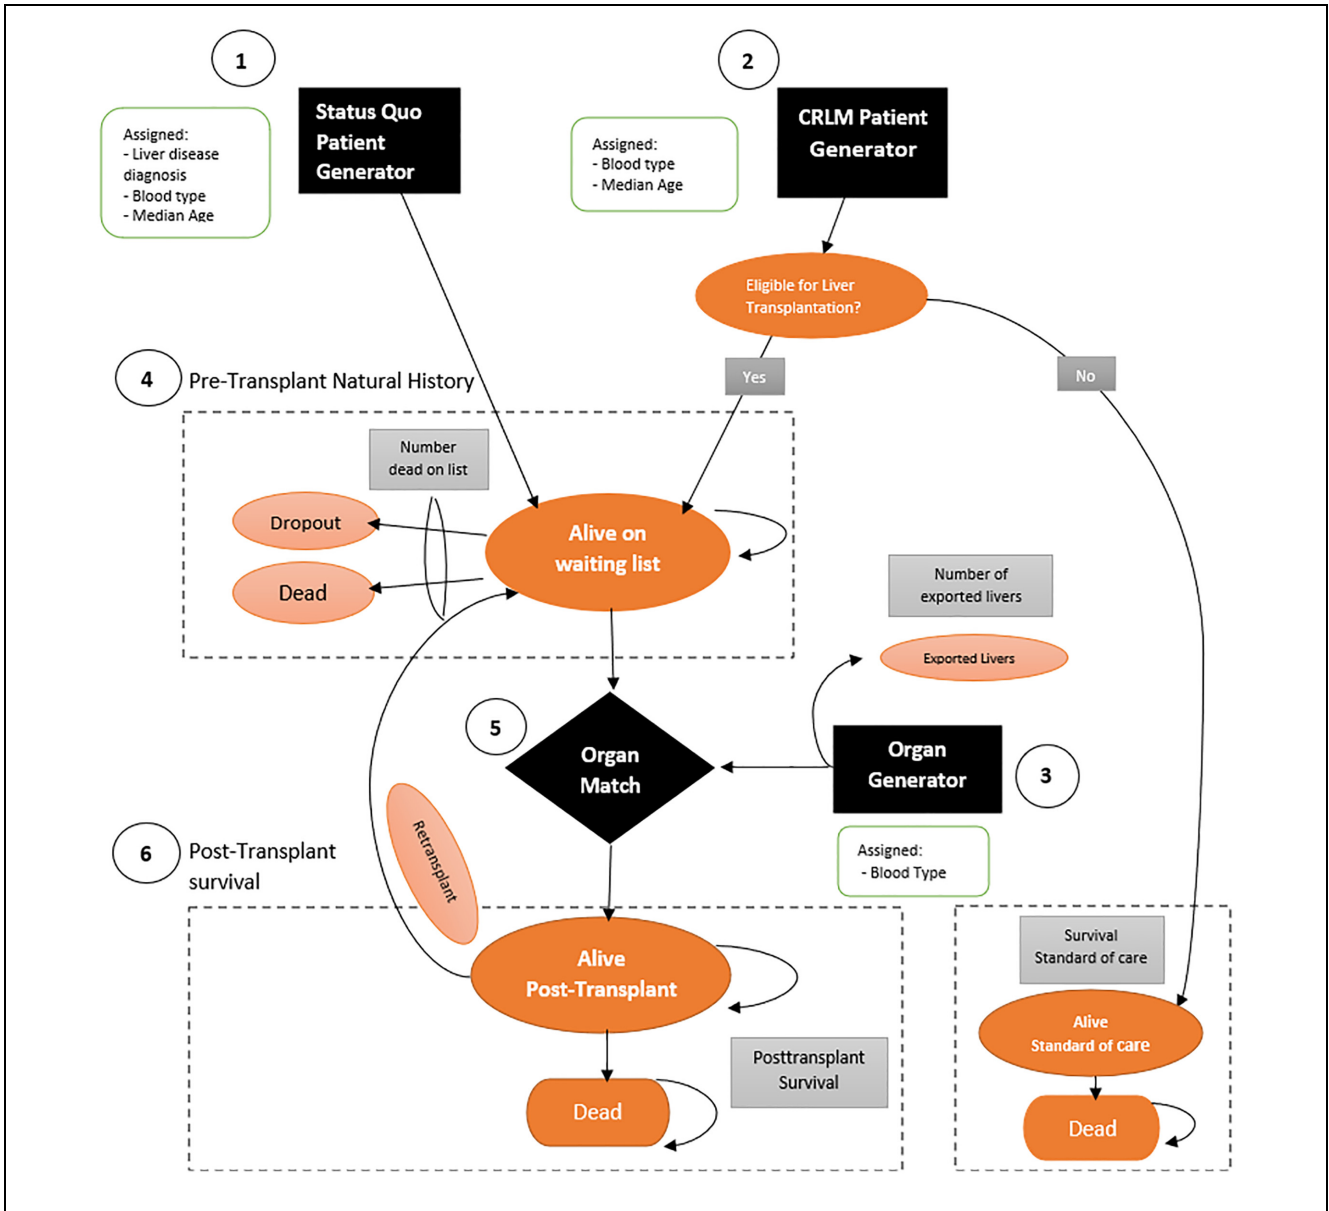 1
Status Quo
Patient
Generator
Assigned:
- Liver disease
diagnosis
- Blood type
- Median Age
2
CRLM Patient
Generator
Assigned:
- Blood type
- Median Age
Eligible for Liver
Transplantation?
Yes
No
4
Pre-Transplant Natural History
Number
dead on list
Dropout
Dead
Alive on
waiting list
Number of
exported livers
Exported Livers
5
Organ
Match
Organ
Generator
3
Assigned:
- Blood Type
Retransplant
6
Post-Transplant
survival
Alive
Post-Transplant
Posttransplant
Survival
Dead
Survival
Standard of care
Alive
Standard of care
Dead